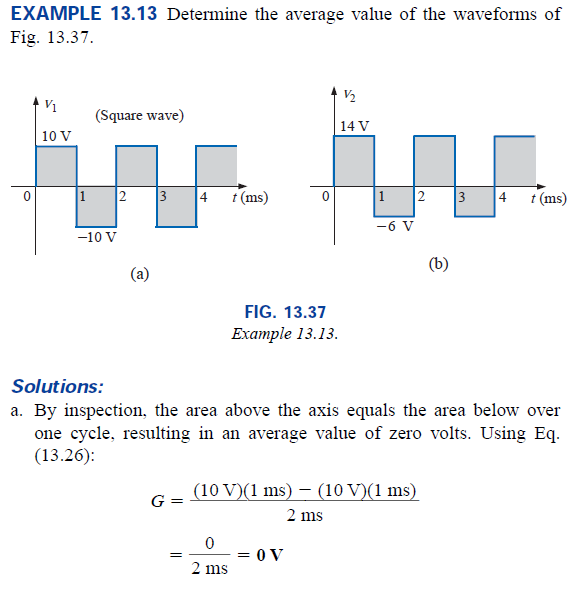 EXAMPLE 13.13 Determine the average value of the waveforms of
Fig. 13.37.
V1
(Square wave)
10 V
0 1 2 3 4 t (ms)
–10 V
(a)
V2
14 V
0 1 2 3 4 t (ms)
–6 V
(b)
FIG. 13.37
Example 13.13.
Solutions:
a. By inspection, the area above the axis equals the area below over
one cycle, resulting in an average value of zero volts. Using Eq.
(13.26):
G = (10 V)(1 ms) – (10 V)(1 ms)
2 ms
= 0 = 0 V
2 ms